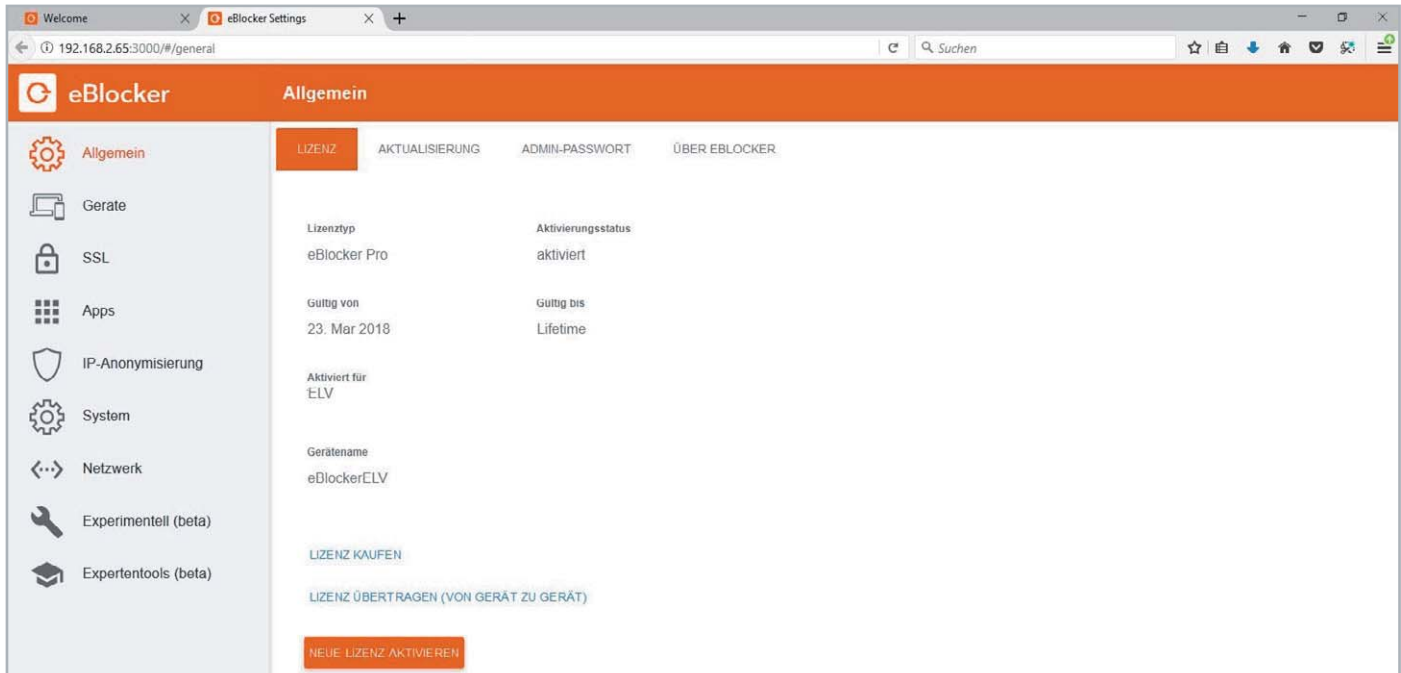 Welcome
eBlocker Settings
192.168.2.65:3000/#/general
Suchen
eBlocker
Allgemein
Allgemein
Geräte
SSL
Apps
IP-Anonymisierung
System
Netzwerk
Experimentell (beta)
Expertentools (beta)
LIZENZ AKTUALISIERUNG ADMIN-PASSWORT ÜBER EBLOCKER
Lizenztyp Aktivierungsstatus
eBlocker Pro aktiviert
Gültig von Gültig bis
23. Mar 2018 Lifetime
Aktiviert für
ELV
Gerätename
eBlockerELV
LIZENZ KAUFEN
LIZENZ ÜBERTRAGEN (VON GERÄT ZU GERÄT)
NEUE LIZENZ AKTIVIEREN